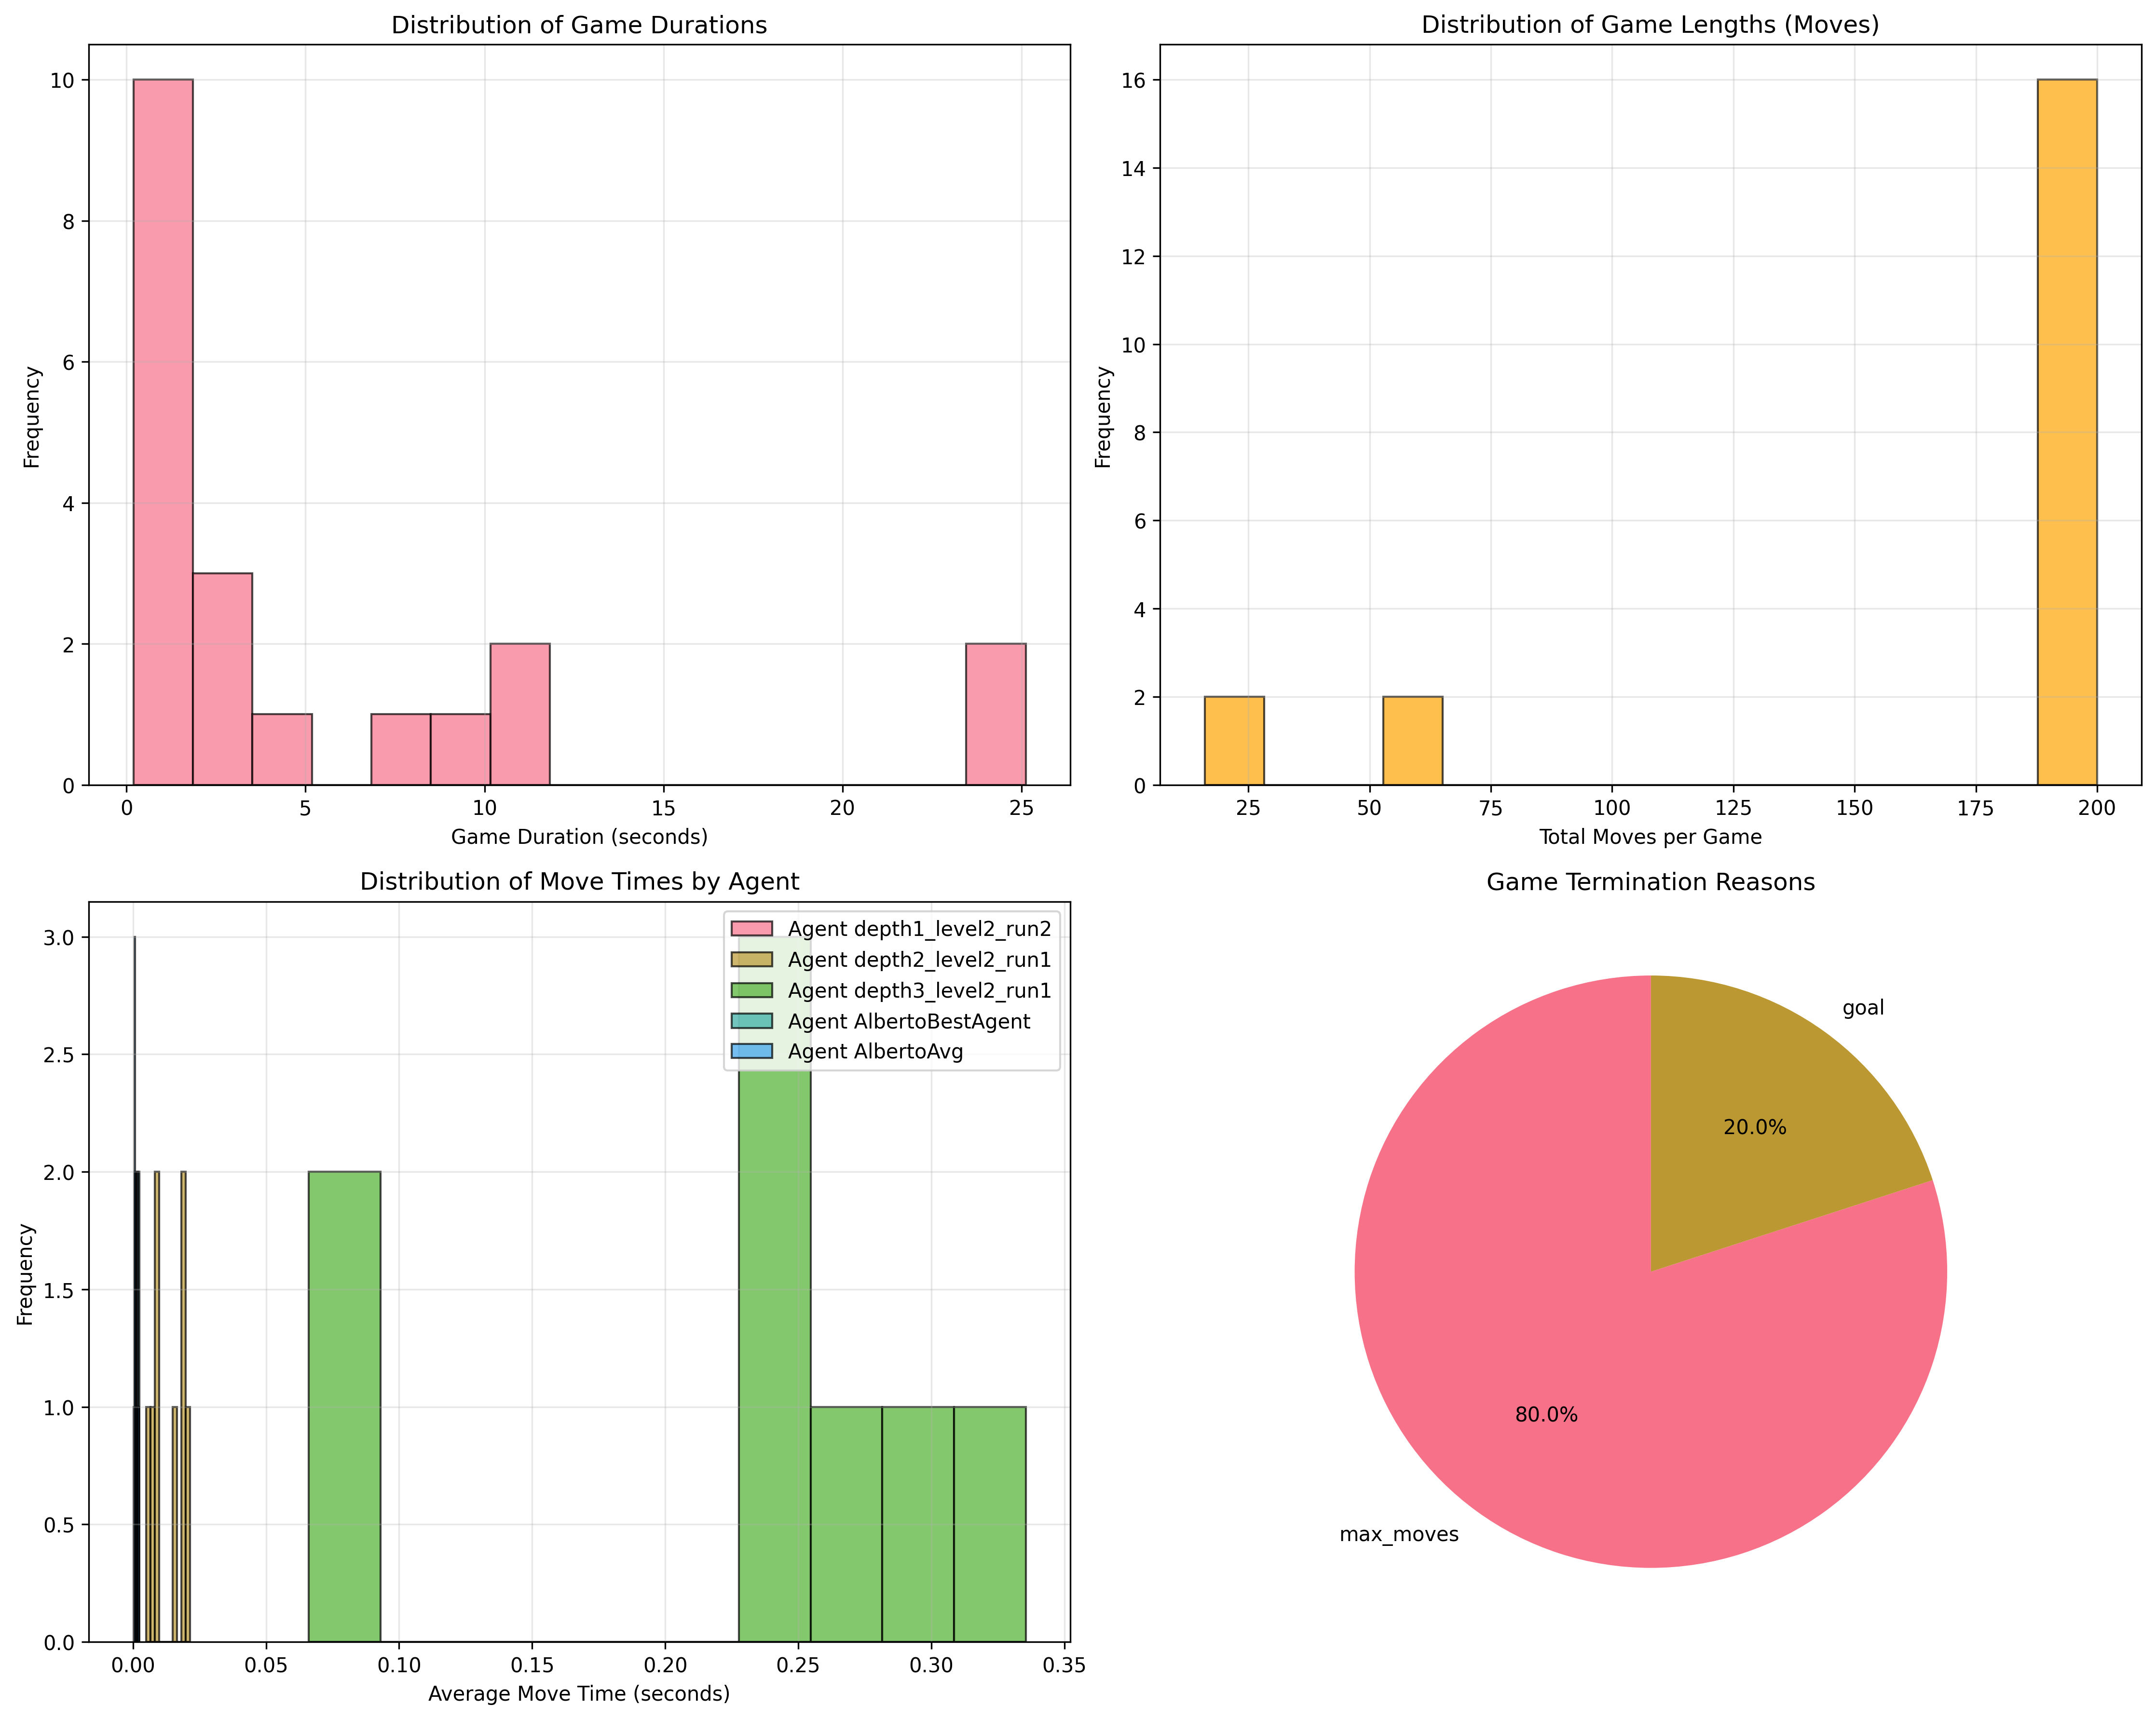 Distribution of Game Durations
10
8
6
4
2
0
Frequency
0 5 10 15 20 25
Game Duration (seconds)
Distribution of Game Lengths (Moves)
16
14
12
10
8
6
4
2
0
Frequency
25 50 75 100 125 150 175 200
Total Moves per Game
Distribution of Move Times by Agent
3.0
2.5
2.0
1.5
1.0
0.5
0.0
Frequency
Agent depth1_level2_run2
Agent depth2_level2_run1
Agent depth3_level2_run1
Agent AlbertoBestAgent
Agent AlbertoAvg
0.00 0.05 0.10 0.15 0.20 0.25 0.30 0.35
Average Move Time (seconds)
Game Termination Reasons
goal
20.0%
80.0%
max_moves